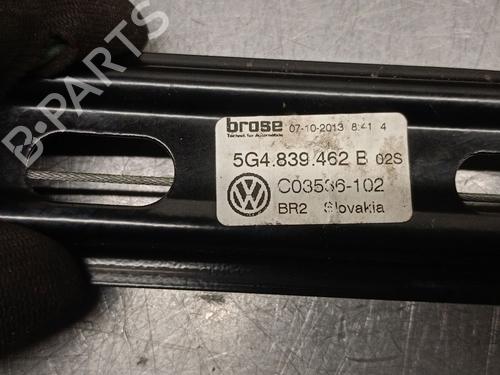 brose 07-10-2013 8:41 4
Technik für Automobile
5G4.839.462 B 02S
C03536-102
BR2 Slovakia
B-PARTS